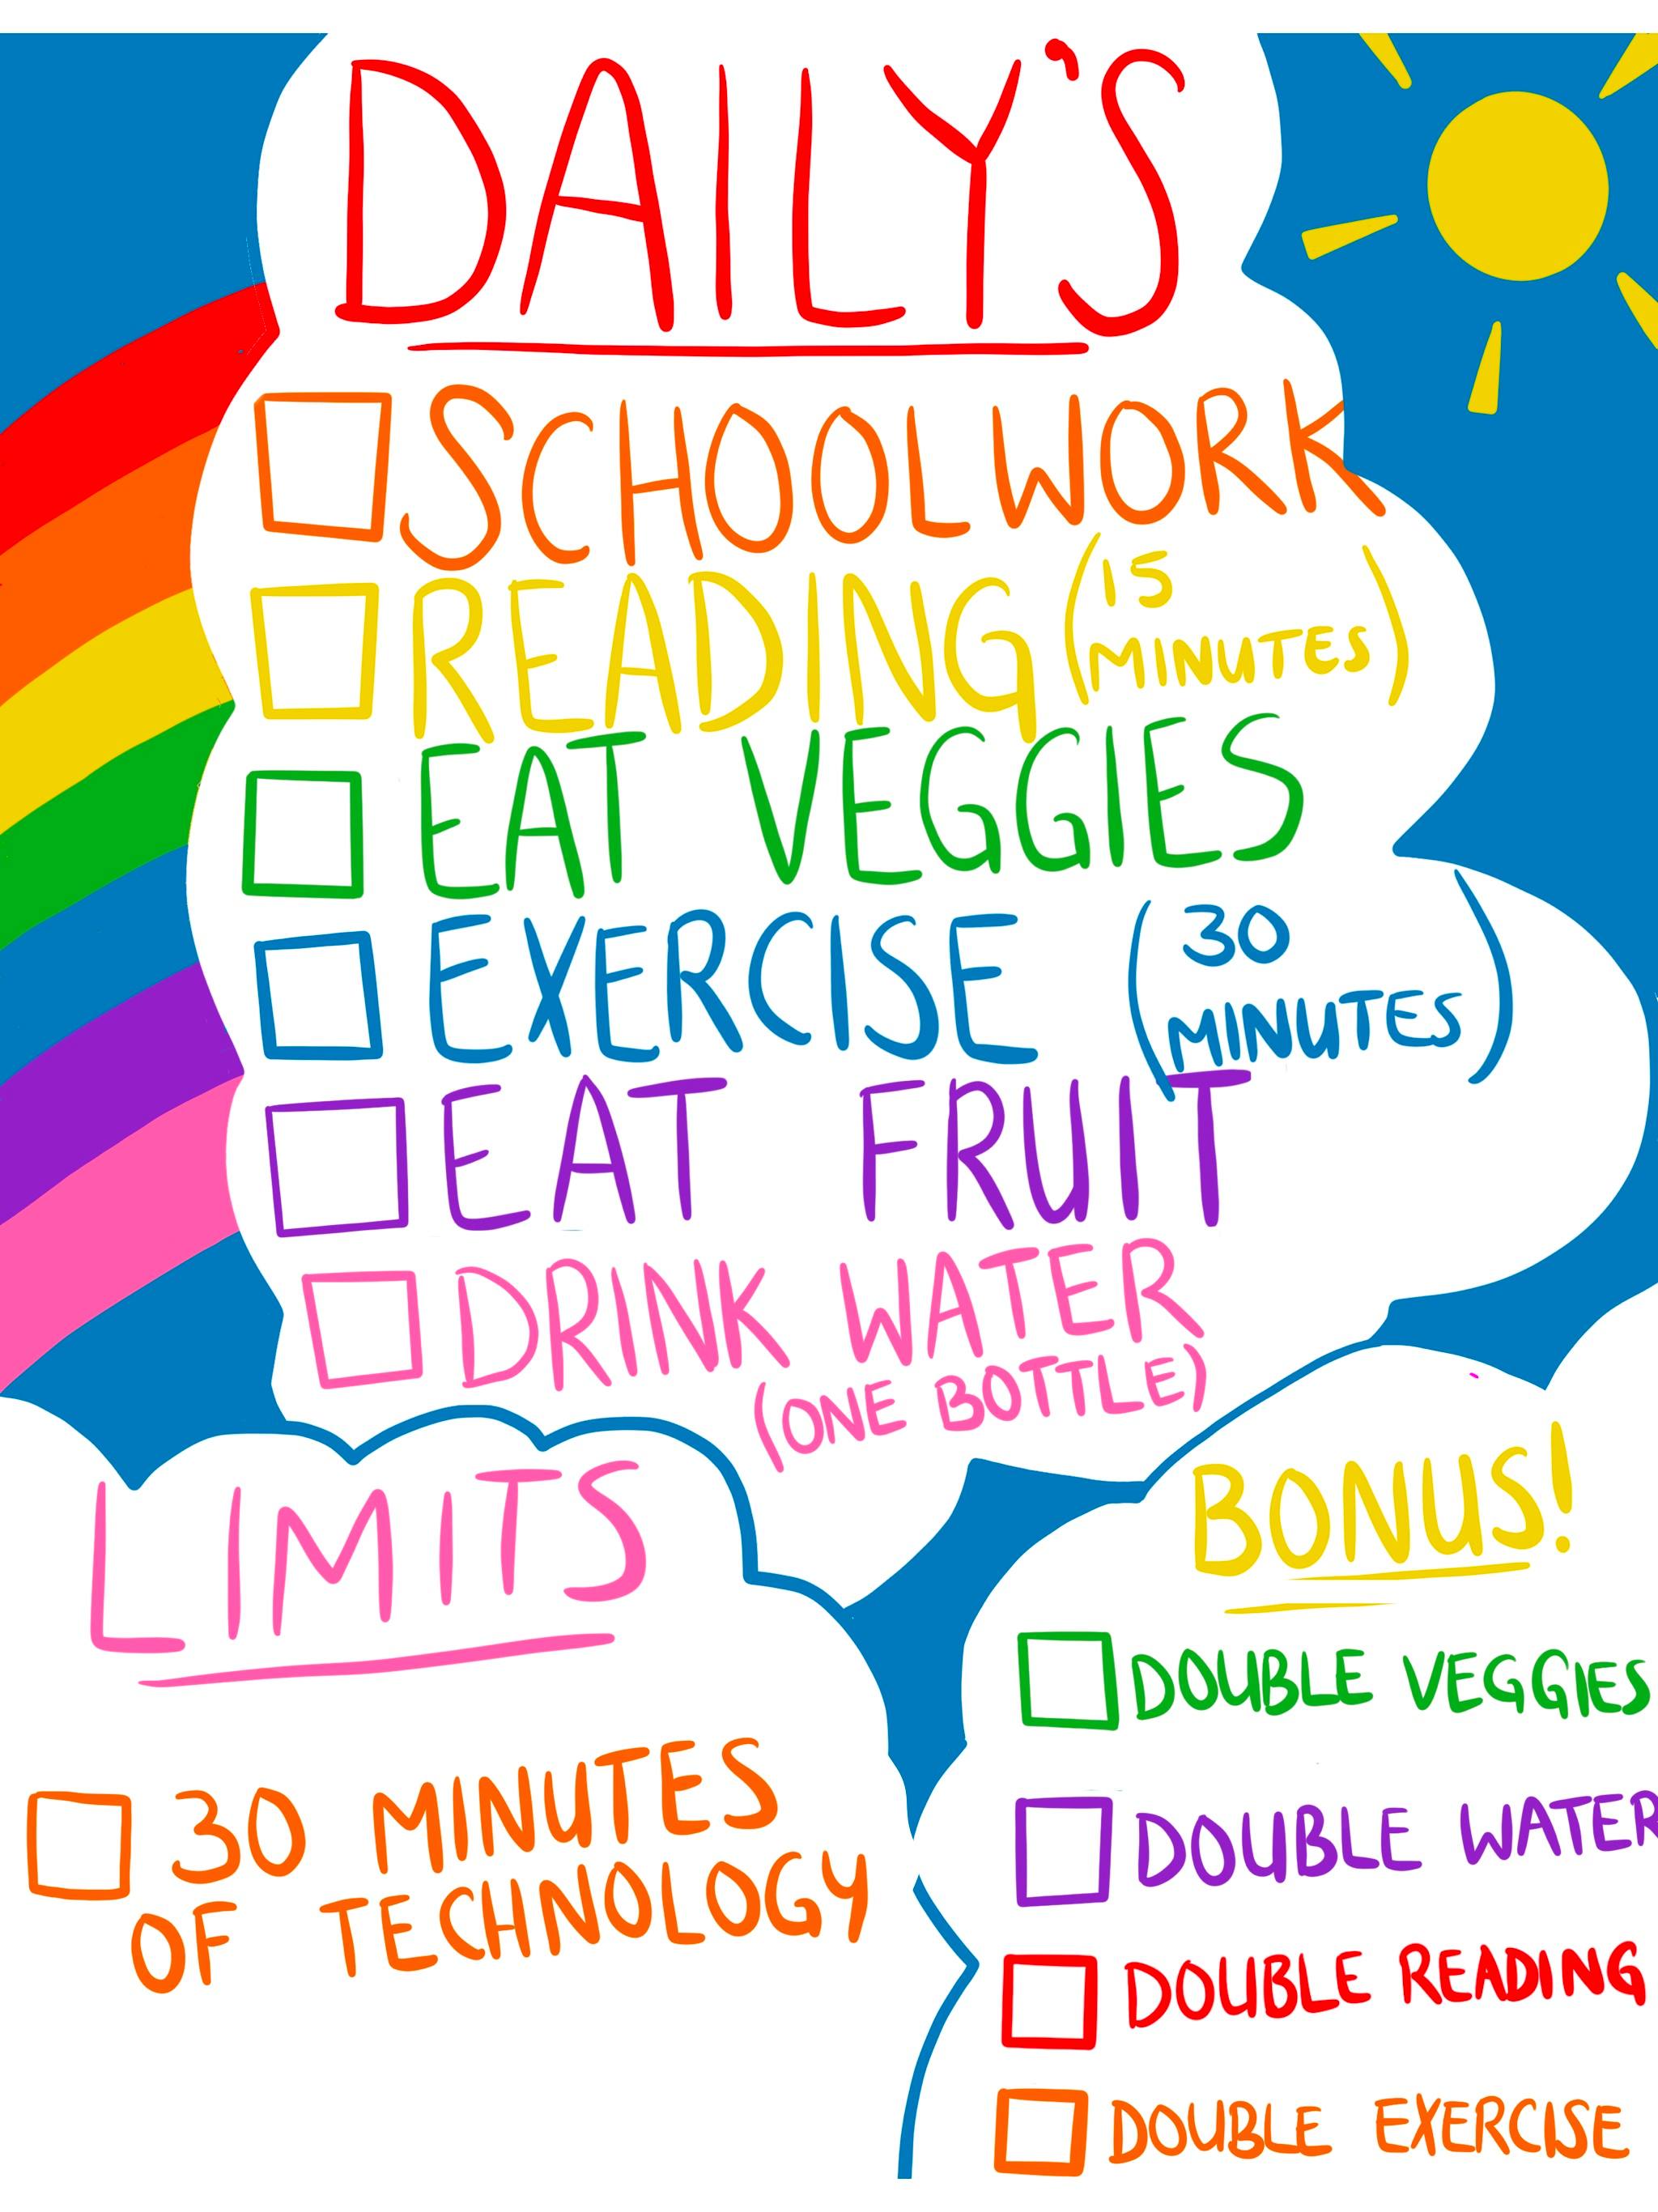 DAILY'S
SCHOOLWORK
READING (15
MINUTES)
EAT VEGGIES
EXERCISE (30
MINUTES)
EAT FRUIT
DRINK WATER
(ONE BOTTLE)
LIMITS
30 MINUTES
OF TECHNOLOGY
BONUS!
DOUBLE VEGGIES
DOUBLE WATER
DOUBLE READING
DOUBLE EXERCISE